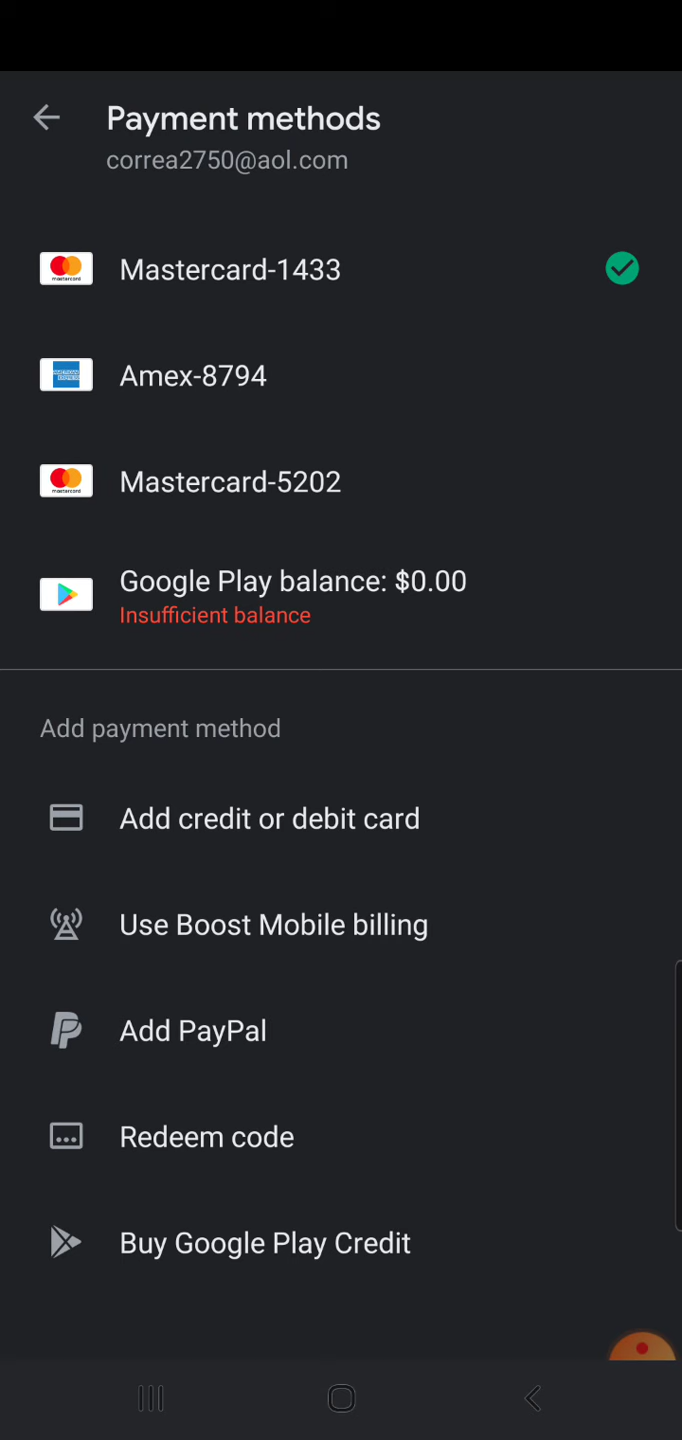 Payment methods
correa2750@aol.com
Mastercard-1433
Amex-8794
Mastercard-5202
Google Play balance: $0.00
Insufficient balance
Add payment method
Add credit or debit card
Use Boost Mobile billing
Add PayPal
Redeem code
Buy Google Play Credit